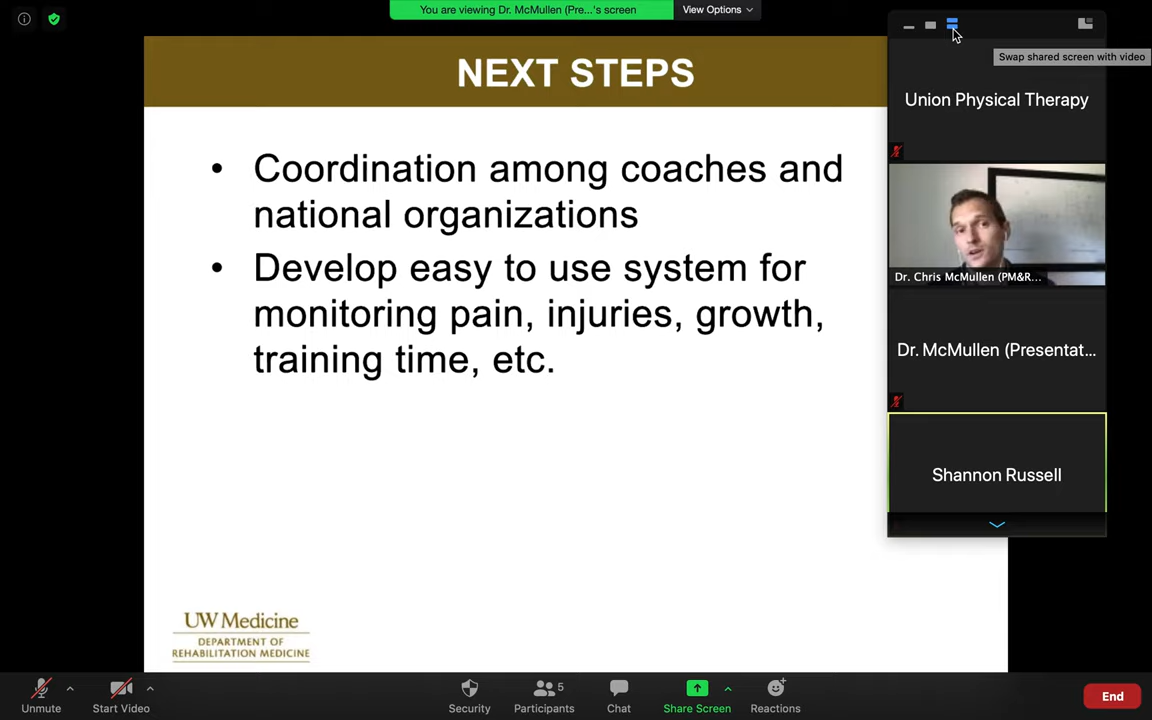 You are viewing Dr. McMullen (Pre...'s screen
View Options
NEXT STEPS
Swap shared screen with video
Union Physical Therapy
• Coordination among coaches and
national organizations
• Develop easy to use system for
monitoring pain, injuries, growth,
training time, etc.
Dr. Chris McMullen (PM&R...
Dr. McMullen (Presentat...
Shannon Russell
UW Medicine
DEPARTMENT OF
REHABILITATION MEDICINE
Unmute
Start Video
Security
Participants 5
Chat
Share Screen
Reactions
End